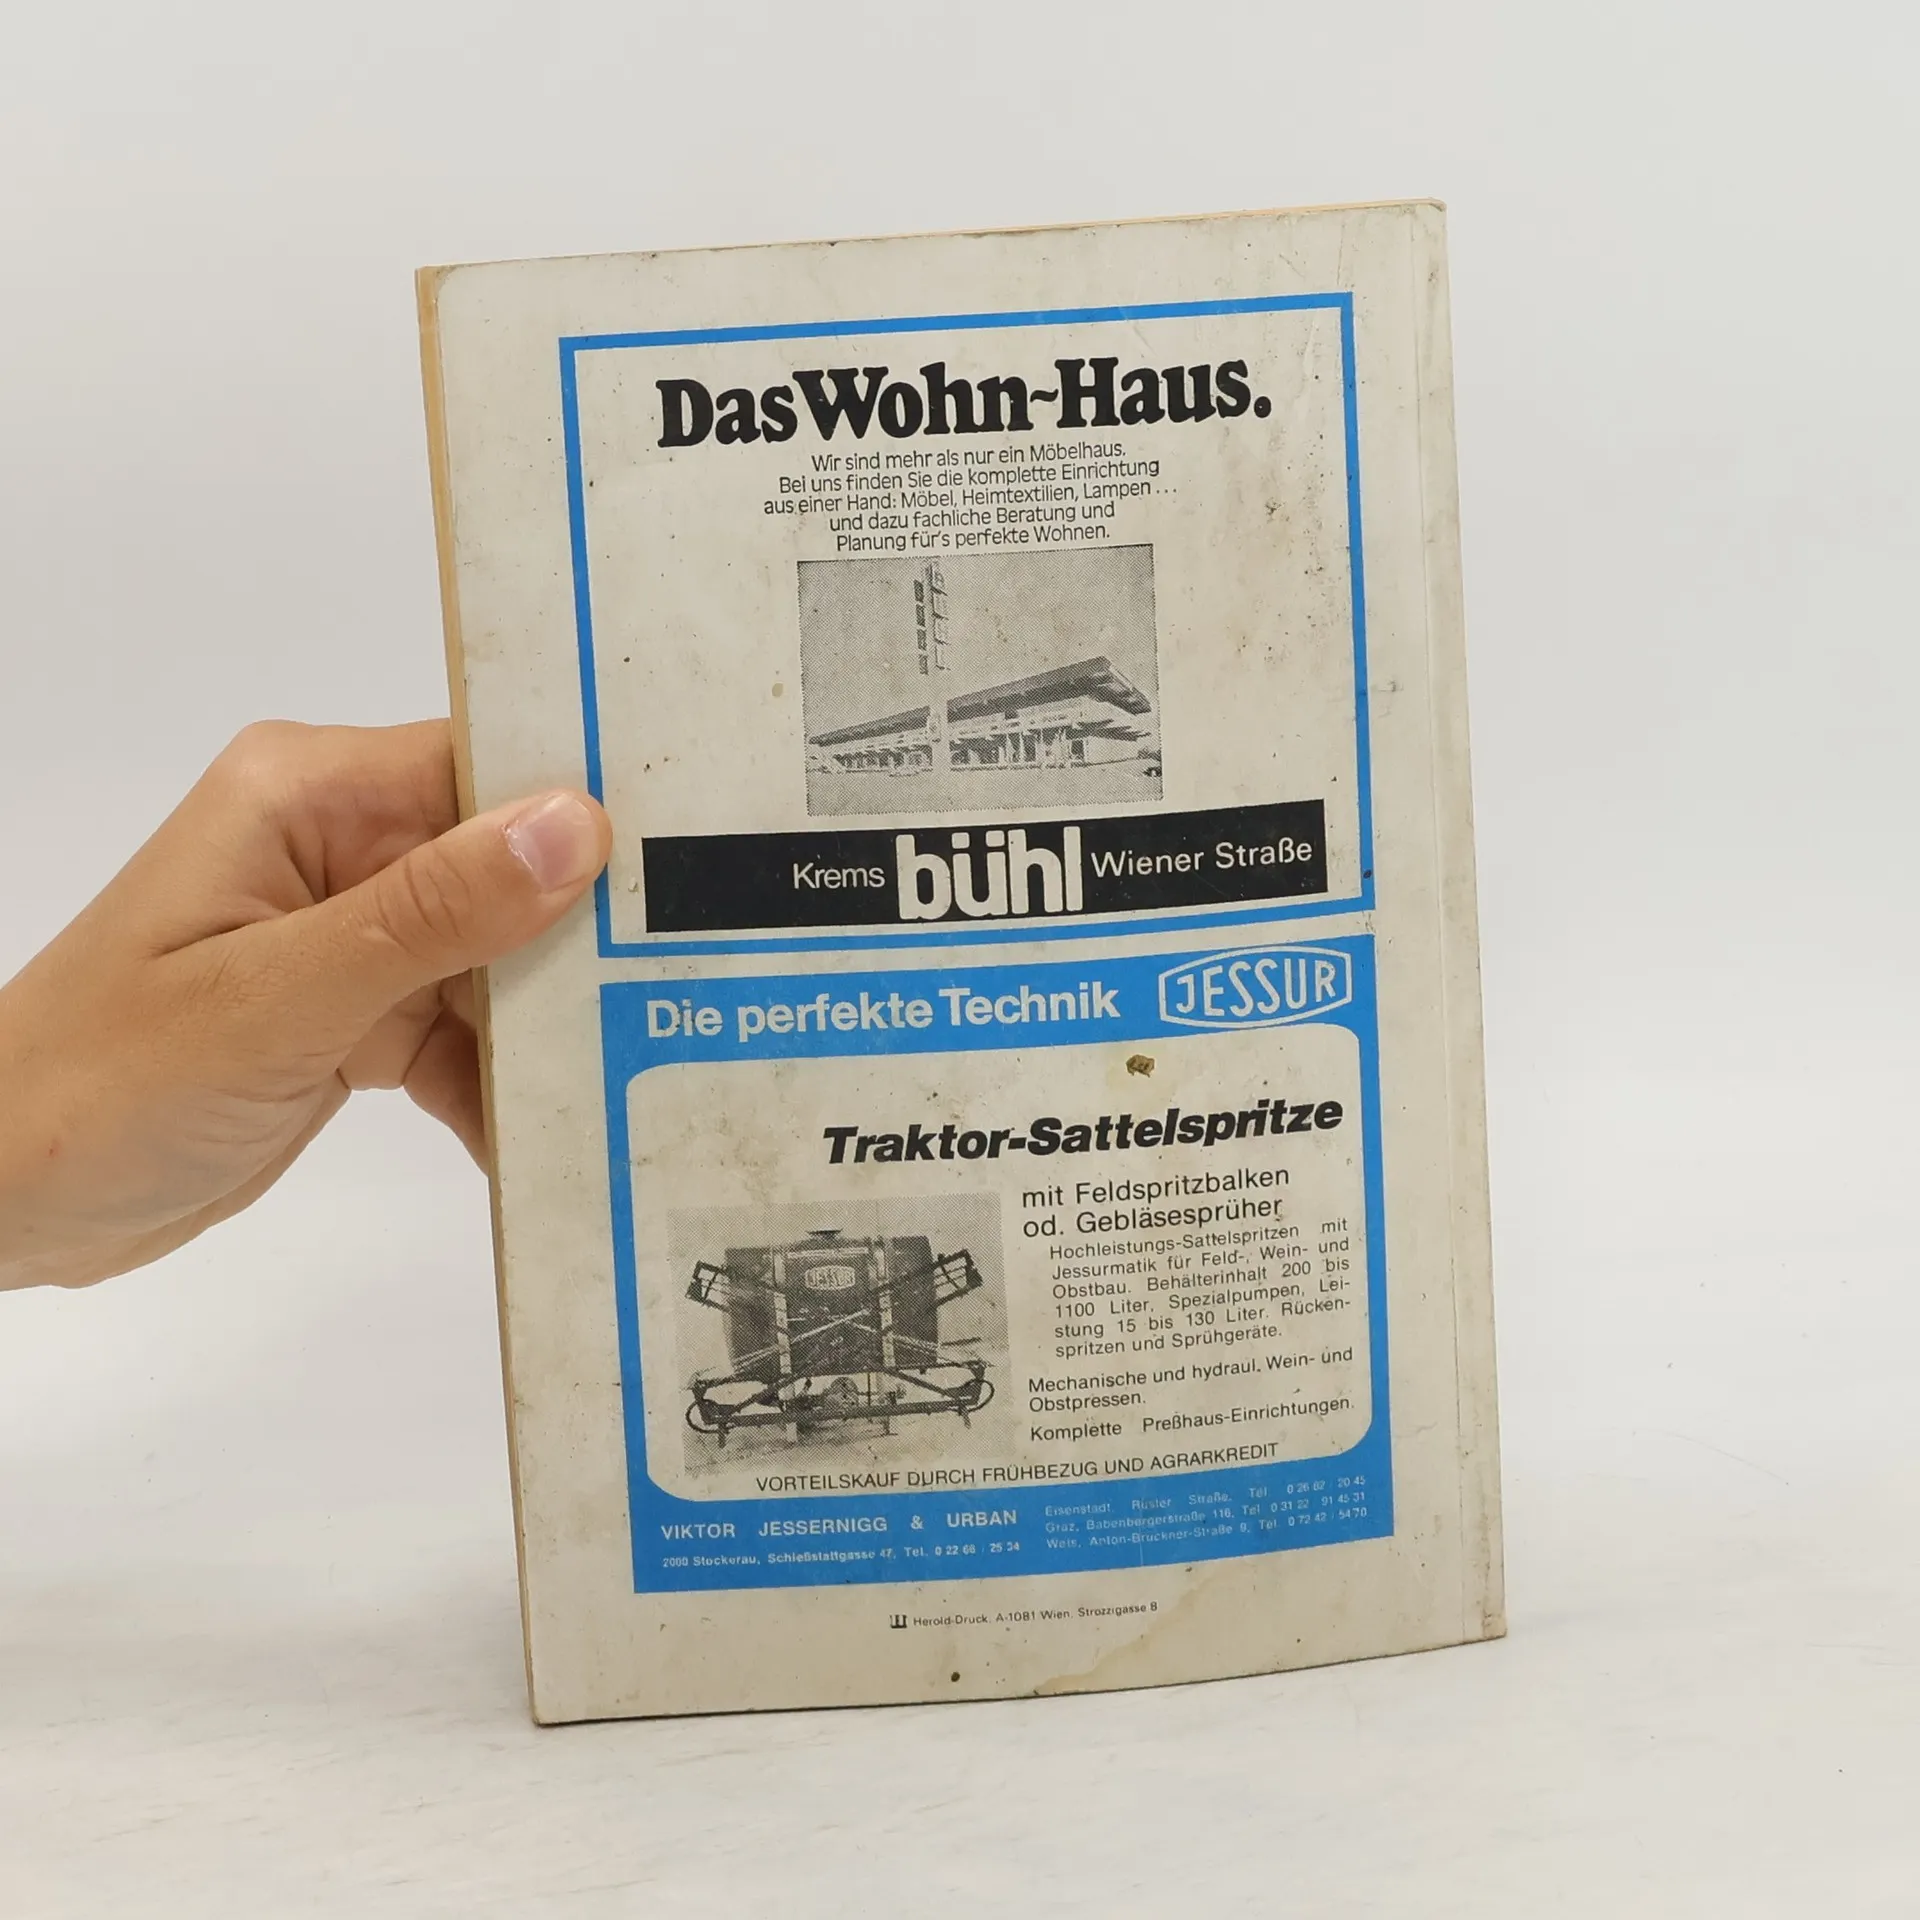 Das Wohn-Haus.
Wir sind mehr als nur ein Möbelhaus.
Bei uns finden Sie die komplette Einrichtung
aus einer Hand: Möbel, Heimtextilien, Lampen ...
und dazu fachliche Beratung und
Planung für's perfekte Wohnen.
Krems bühl Wiener Straße
Die perfekte Technik JESSUR
Traktor-Sattelspritze
mit Feldspritzbalken
od. Gebläsesprüher
Hochleistungs-Sattelspritzen mit
Jessurmatik für Feld-, Wein- und
Obstbau. Behälterinhalt 200 bis
1100 Liter, Spezialpumpen, Lei-
stung 15 bis 130 Liter. Rücken-
spritzen und Sprühgeräte.
JESSUR
Mechanische und hydraul. Wein- und
Obstpressen.
Komplette Preßhaus-Einrichtungen.
VORTEILSKAUF DURCH FRÜHBEZUG UND AGRARKREDIT
VIKTOR JESSERNIGG & URBAN
2000 Stockerau, Schießstattgasse 47, Tel. 0 22 66 / 25 34
Eisenstadt, Ruster Straße, Tel. 0 26 82 / 20 45
Graz, Babenbergerstraße 116, Tel. 0 31 22 / 91 45 31
Wels, Anton-Bruckner-Straße 9, Tel. 0 72 42 / 54 70
Herold-Druck, A-1081 Wien, Strozzigasse 8